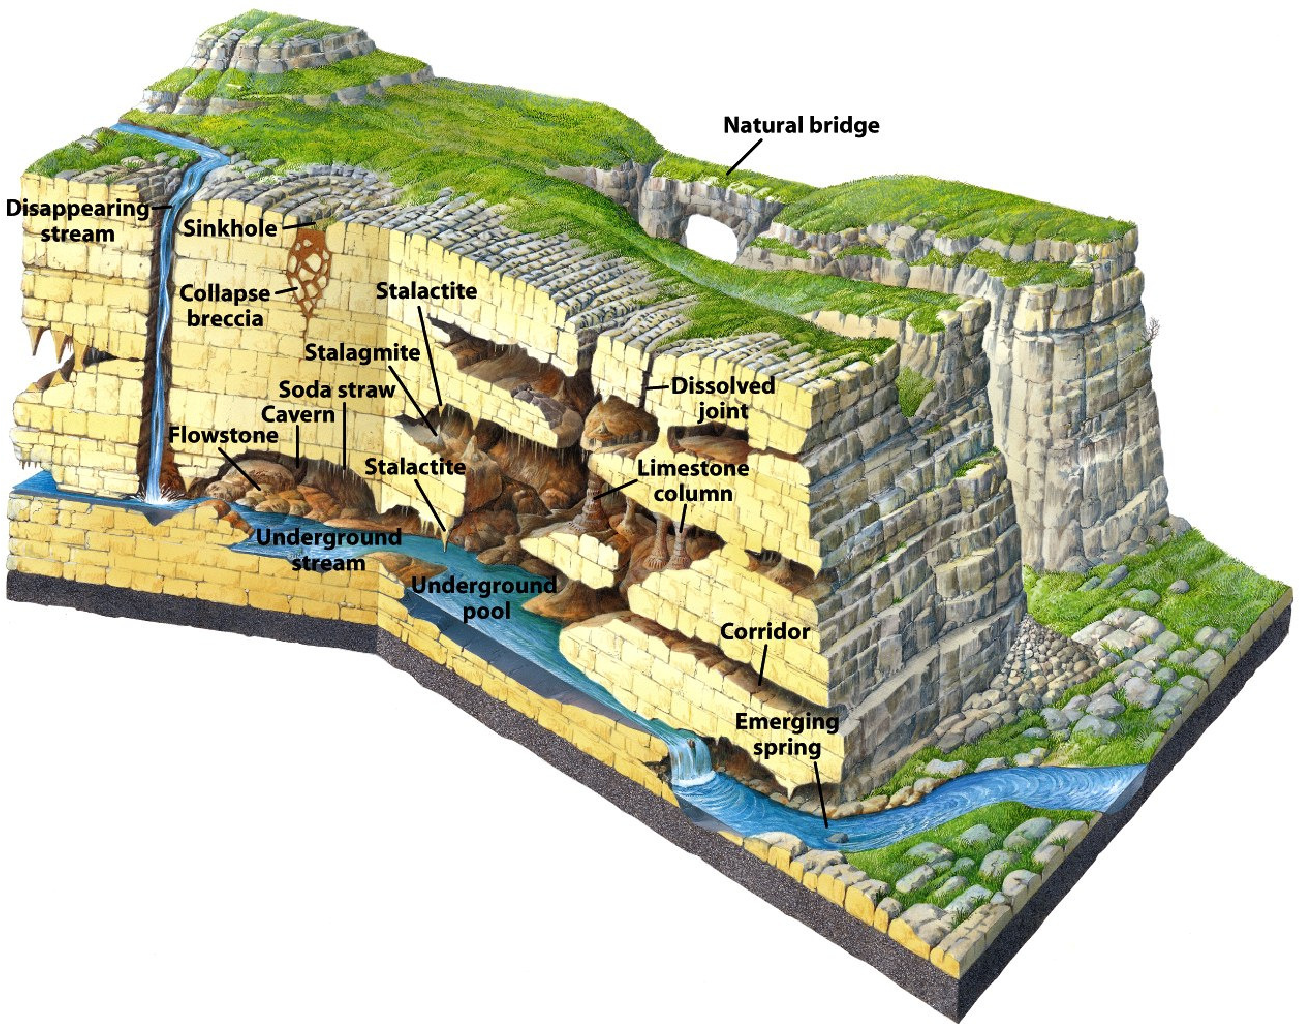 Natural bridge
Disappearing
stream
Sinkhole
Collapse
breccia
Stalactite
Stalagmite
Soda straw
Cavern
Flowstone
Dissolved
joint
Stalactite
Limestone
column
Underground
stream
Underground
pool
Corridor
Emerging
spring